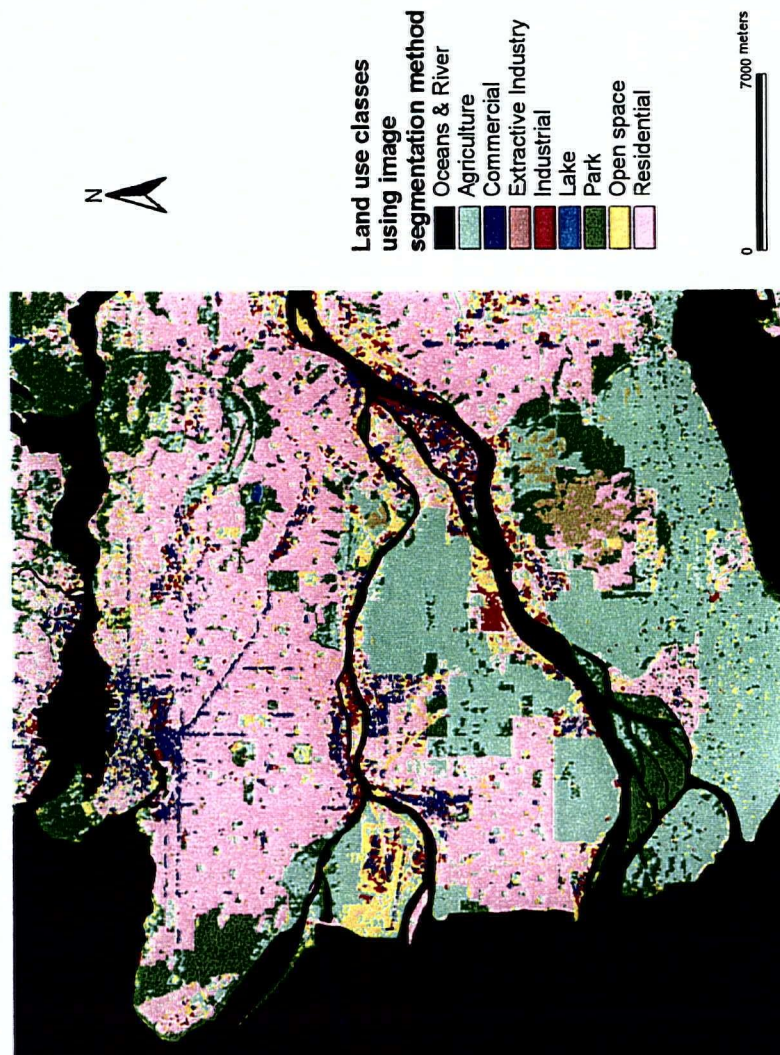 N
Land use classes
using image
segmentation method
Oceans & River
Agriculture
Commercial
Extractive Industry
Industrial
Lake
Park
Open space
Residential
0
7000 meters